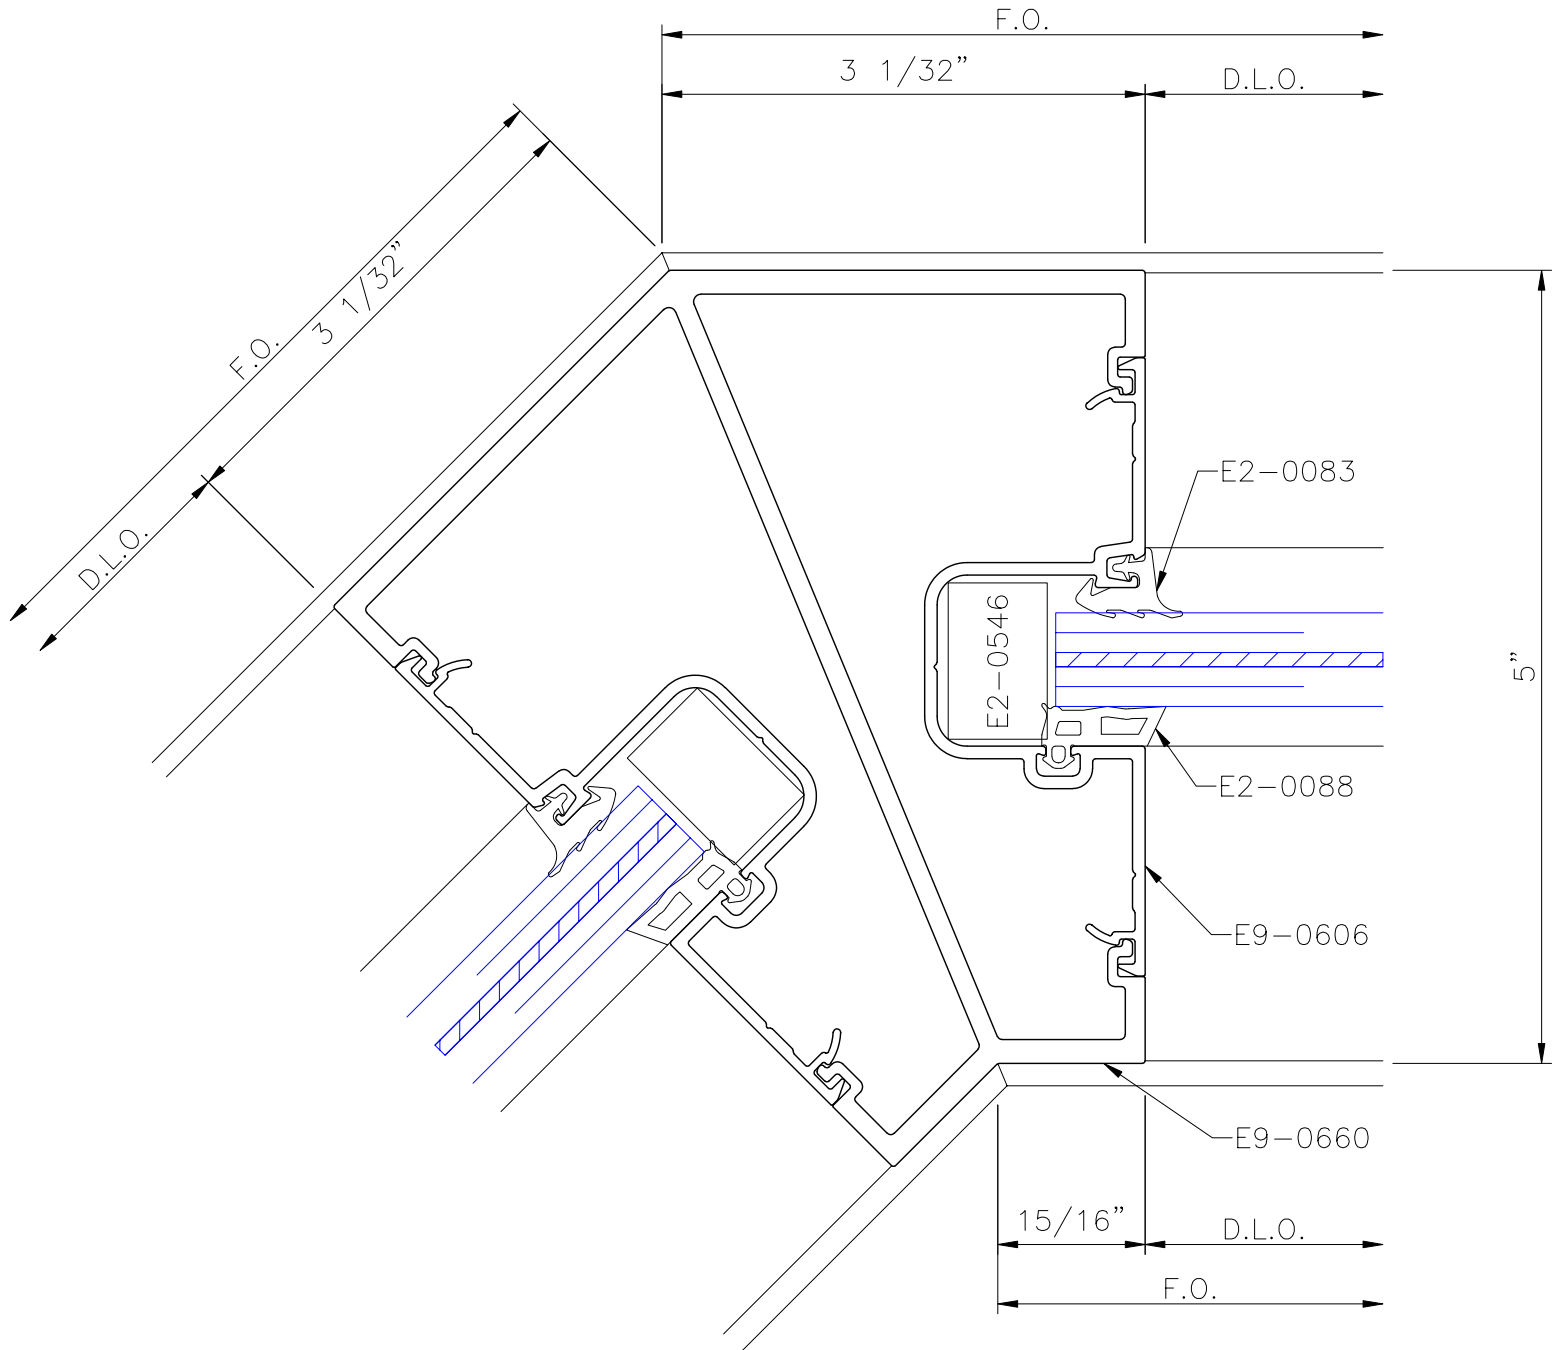 F.O.
3 1/32”
D.L.O.
F.O.
3 1/32”
D.L.O.
E2-0083
E2-0546
5”
E2-0088
E9-0606
E9-0660
15/16”
D.L.O.
F.O.